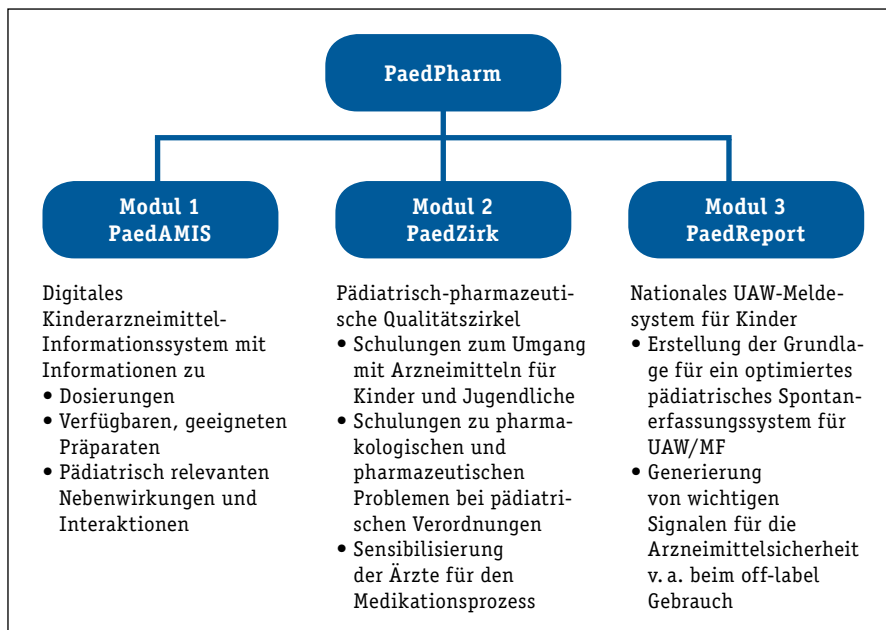 PaedPharm
Modul 1
PaedAMIS
Modul 2
PaedZirk
Modul 3
PaedReport
Digitales
Kinderarzneimittel-
Informationssystem mit
Informationen zu
• Dosierungen
• Verfügbaren, geeigneten
Präparaten
• Pädiatrisch relevanten
Nebenwirkungen und
Interaktionen
Pädiatrisch-pharmazeuti-
sche Qualitätszirkel
• Schulungen zum Umgang
mit Arzneimitteln für
Kinder und Jugendliche
• Schulungen zu pharma-
kologischen und
pharmazeutischen
Problemen bei pädiatri-
schen Verordnungen
• Sensibilisierung
der Ärzte für den
Medikationsprozess
Nationales UAW-Melde-
system für Kinder
• Erstellung der Grundla-
ge für ein optimiertes
pädiatrisches Spontan-
erfassungssystem für
UAW/MF
• Generierung
von wichtigen
Signalen für die
Arzneimittelsicherheit
v. a. beim off-label
Gebrauch